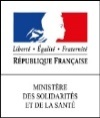 Liberté • Égalité • Fraternité
RÉPUBLIQUE FRANÇAISE
MINISTÈRE
DES SOLIDARITÉS
ET DE LA SANTÉ